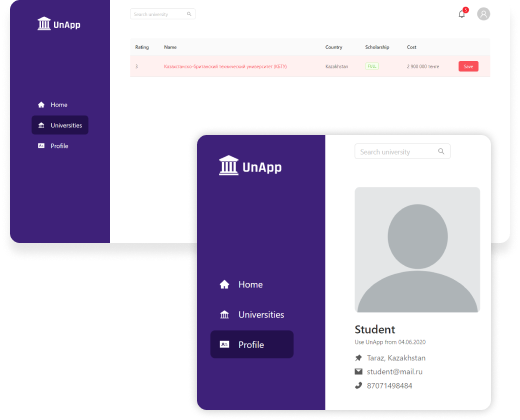 UnApp
Search university
1
Rating Name Country Scholarship Cost
1 Казахстанско-Британский технический университет (КБТУ) Kazakhstan FULL 2 900 000 тенге Save
Home
Universities
Profile
UnApp
Search university
Home
Universities
Profile
Student
Use UnApp from 04.06.2020
Taraz, Kazakhstan
student@mail.ru
87071498484